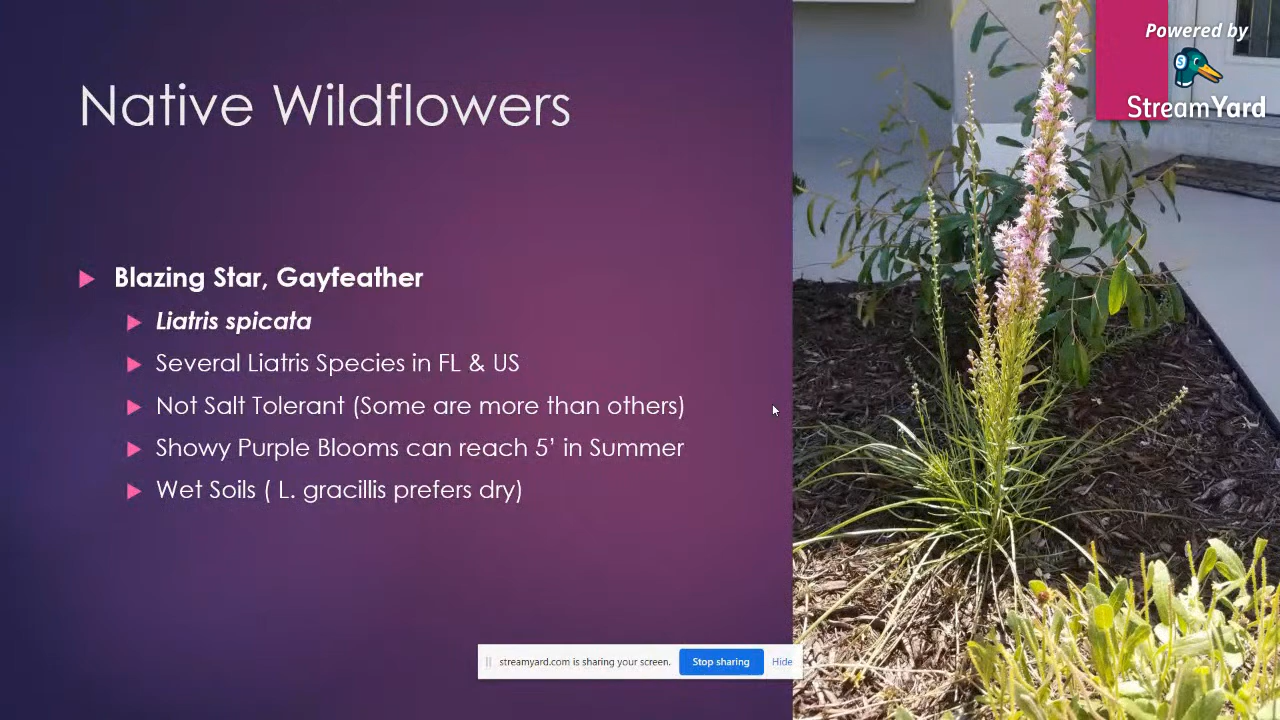 Powered by
StreamYard
Native Wildflowers
Blazing Star, Gayfeather
Liatris spicata
Several Liatris Species in FL & US
Not Salt Tolerant (Some are more than others)
Showy Purple Blooms can reach 5’ in Summer
Wet Soils ( L. gracillis prefers dry)
streamyard.com is sharing your screen. Stop sharing Hide